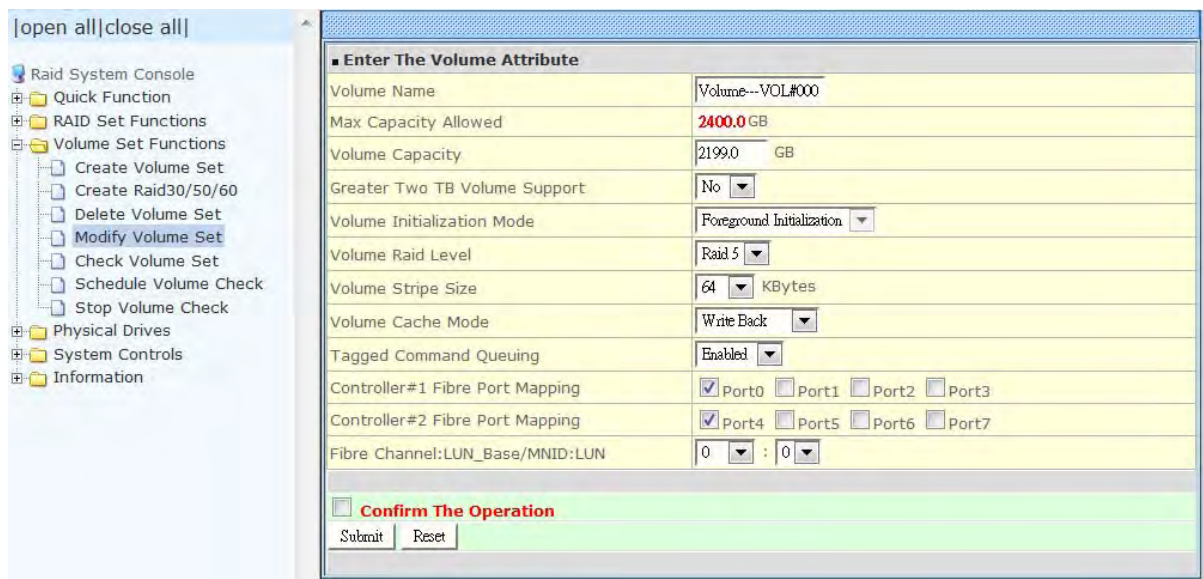 |open all|close all|
Raid System Console
Quick Function
RAID Set Functions
Volume Set Functions
Create Volume Set
Create Raid30/50/60
Delete Volume Set
Modify Volume Set
Check Volume Set
Schedule Volume Check
Stop Volume Check
Physical Drives
System Controls
Information
Enter The Volume Attribute
Volume Name Volume---VOL#000
Max Capacity Allowed 2400.0 GB
Volume Capacity 2199.0 GB
Greater Two TB Volume Support No
Volume Initialization Mode Foreground Initialization
Volume Raid Level Raid 5
Volume Stripe Size 64 KBytes
Volume Cache Mode Write Back
Tagged Command Queuing Enabled
Controller#1 Fibre Port Mapping Port0 Port1 Port2 Port3
Controller#2 Fibre Port Mapping Port4 Port5 Port6 Port7
Fibre Channel:LUN_Base/MNID:LUN 0 : 0
Confirm The Operation
Submit Reset